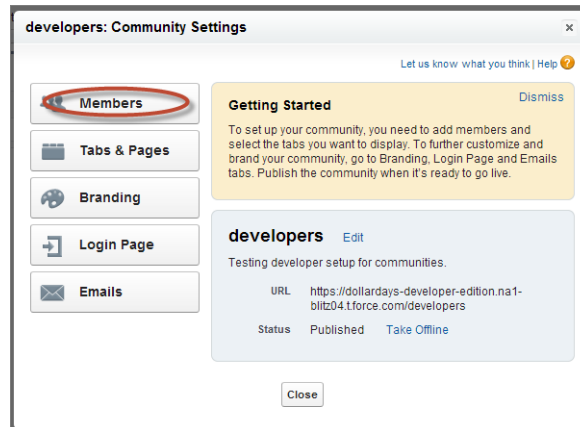 developers: Community Settings
Let us know what you think | Help
Members
Tabs & Pages
Branding
Login Page
Emails
Getting Started
Dismiss
To set up your community, you need to add members and
select the tabs you want to display. To further customize and
brand your community, go to Branding, Login Page and Emails
tabs. Publish the community when it's ready to go live.
developers Edit
Testing developer setup for communities.
URL https://dollardays-developer-edition.na1-
blitz04.t.force.com/developers
Status Published Take Offline
Close